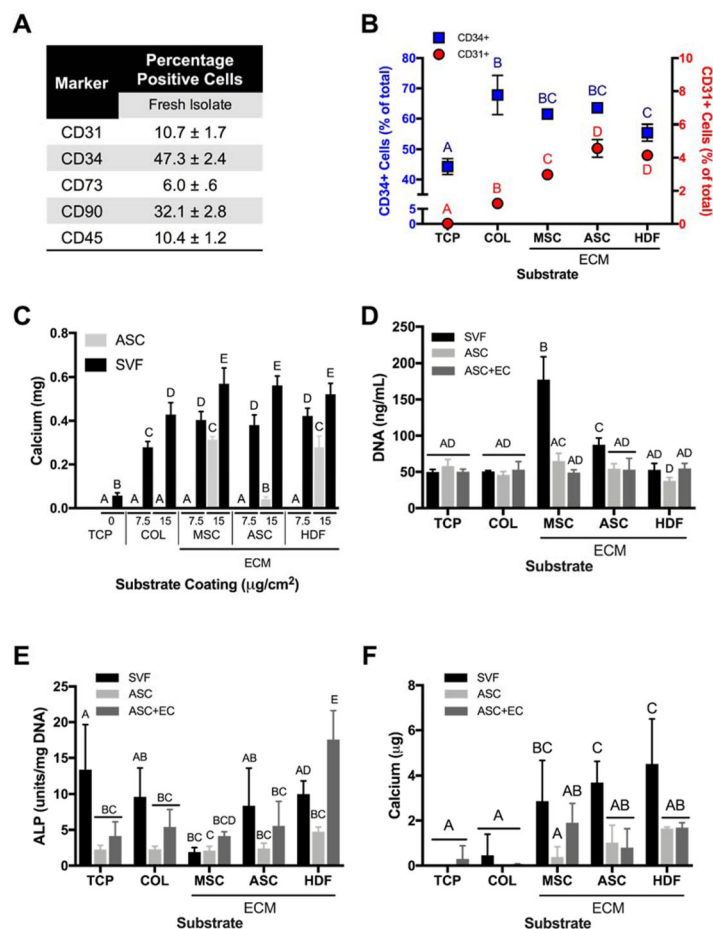 A
Marker Percentage Positive Cells
Fresh Isolate
CD31 10.7 ± 1.7
CD34 47.3 ± 2.4
CD73 6.0 ± .6
CD90 32.1 ± 2.8
CD45 10.4 ± 1.2
B
CD34+
CD31+
CD34+ Cells (% of total)
80
70
60
50
40
5
0
CD31+ Cells (% of total)
10
8
6
4
2
0
A B BC BC C
A B C D D
TCP COL MSC ASC HDF
ECM
Substrate
C
ASC
SVF
Calcium (mg)
0.8
0.6
0.4
0.2
0.0
A B A C A D A D C E A D B E A D C E
0 7.5 15 7.5 15 7.5 15 7.5 15
TCP COL MSC ASC HDF
ECM
Substrate Coating (μg/cm2)
D
SVF
ASC
ASC+EC
DNA (ng/mL)
250
200
150
100
50
0
AD AD B AC AD C AD AD D AD
TCP COL MSC ASC HDF
ECM
Substrate
E
SVF
ASC
ASC+EC
ALP (units/mg DNA)
25
20
15
10
5
0
A BC AB BC BC C BCD AB BC BC AD BC E
TCP COL MSC ASC HDF
ECM
Substrate
F
SVF
ASC
ASC+EC
Calcium (μg)
8
6
4
2
0
A A BC A AB C AB C AB
TCP COL MSC ASC HDF
ECM
Substrate